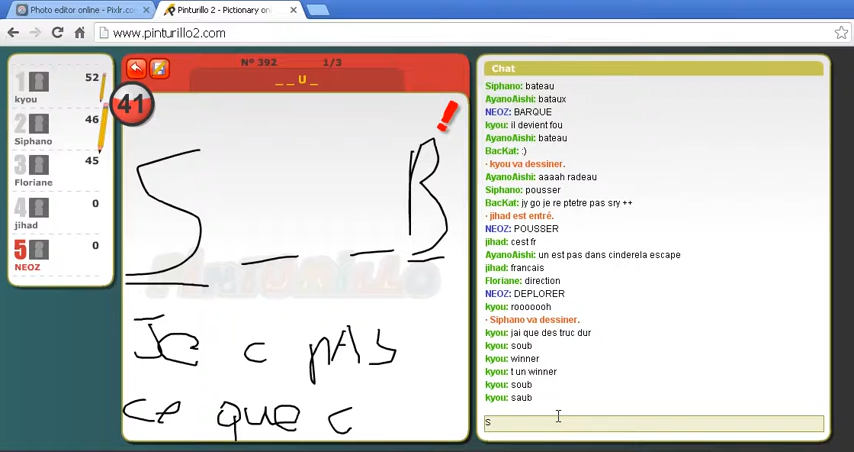 Photo editor online - Pixlr.co
Pinturillo 2 - Pictionary on
www.pinturillo2.com
1 52
kyou
2 46
Siphano
3 45
Floriane
4 0
jihad
5 0
NEOZ
41
Nº 392 1/3
_ _ U _
!
S _ _ B
PINTURILLO
Je c pAs
ce que c
Chat
Siphano: bateau
AyanoAishi: bataux
NEOZ: BARQUE
kyou: il devient fou
AyanoAishi: bateau
BacKat: :)
· kyou va dessiner.
AyanoAishi: aaaah radeau
Siphano: pousser
BacKat: jy go je re ptetre pas sry ++
· jihad est entré.
NEOZ: POUSSER
jihad: cest fr
AyanoAishi: un est pas dans cinderela escape
jihad: francais
Floriane: direction
NEOZ: DEPLORER
kyou: rooooooh
· Siphano va dessiner.
kyou: jai que des truc dur
kyou: soub
kyou: winner
kyou: t un winner
kyou: soub
kyou: saub
S